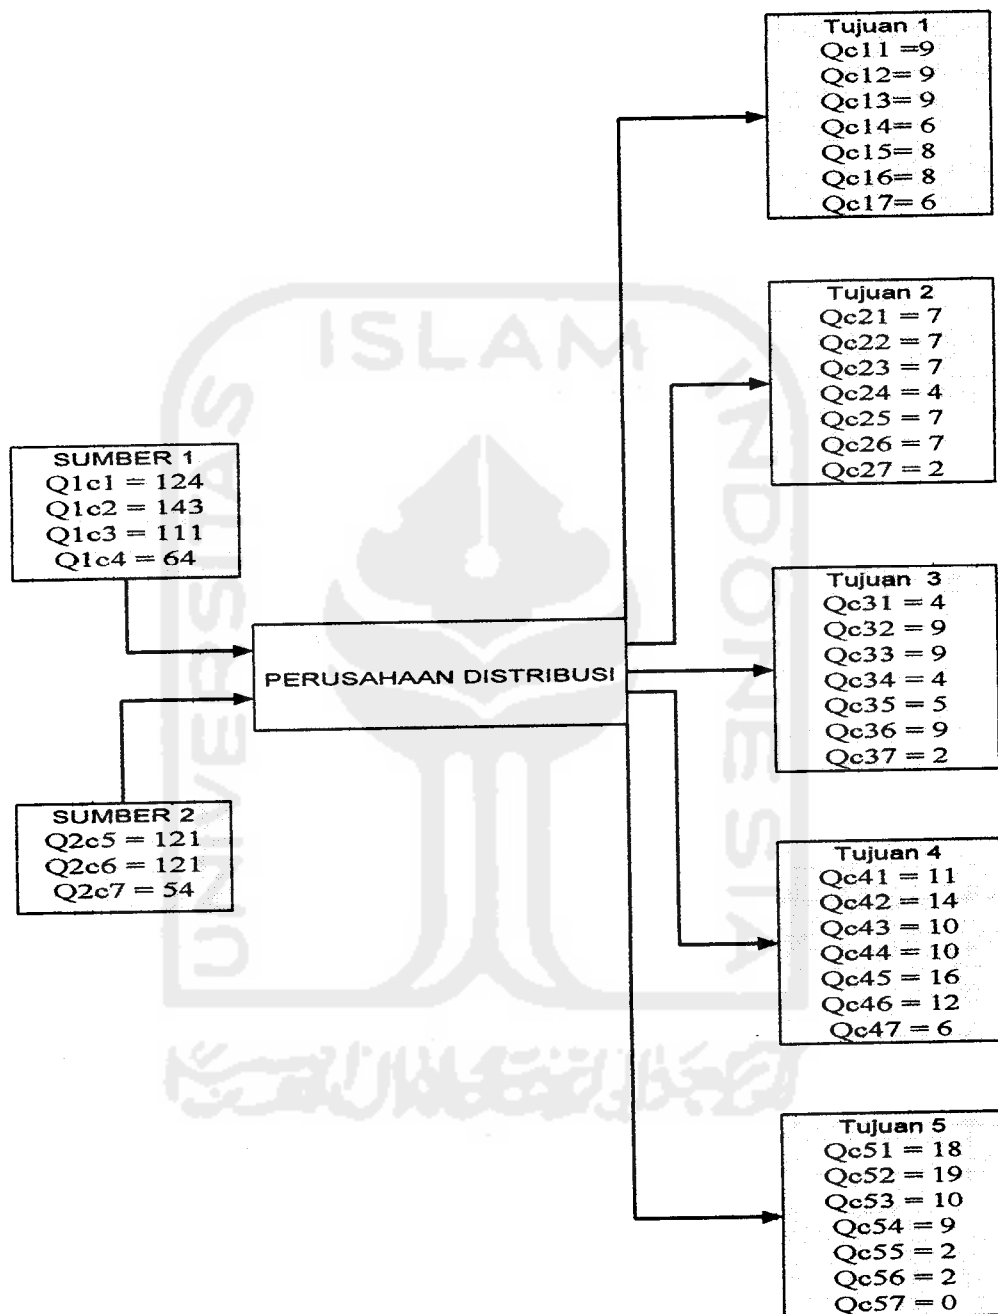 Tujuan 1
Qc11 =9
Qc12= 9
Qc13= 9
Qc14= 6
Qc15= 8
Qc16= 8
Qc17= 6
Tujuan 2
Qc21 = 7
Qc22 = 7
Qc23 = 7
Qc24 = 4
Qc25 = 7
Qc26 = 7
Qc27 = 2
SUMBER 1
Q1c1 = 124
Q1c2 = 143
Q1c3 = 111
Q1c4 = 64
PERUSAHAAN DISTRIBUSI
Tujuan 3
Qc31 = 4
Qc32 = 9
Qc33 = 9
Qc34 = 4
Qc35 = 5
Qc36 = 9
Qc37 = 2
SUMBER 2
Q2c5 = 121
Q2c6 = 121
Q2c7 = 54
Tujuan 4
Qc41 = 11
Qc42 = 14
Qc43 = 10
Qc44 = 10
Qc45 = 16
Qc46 = 12
Qc47 = 6
Tujuan 5
Qc51 = 18
Qc52 = 19
Qc53 = 10
Qc54 = 9
Qc55 = 2
Qc56 = 2
Qc57 = 0
UNIVERSITAS
ISLAM
INDONESIA